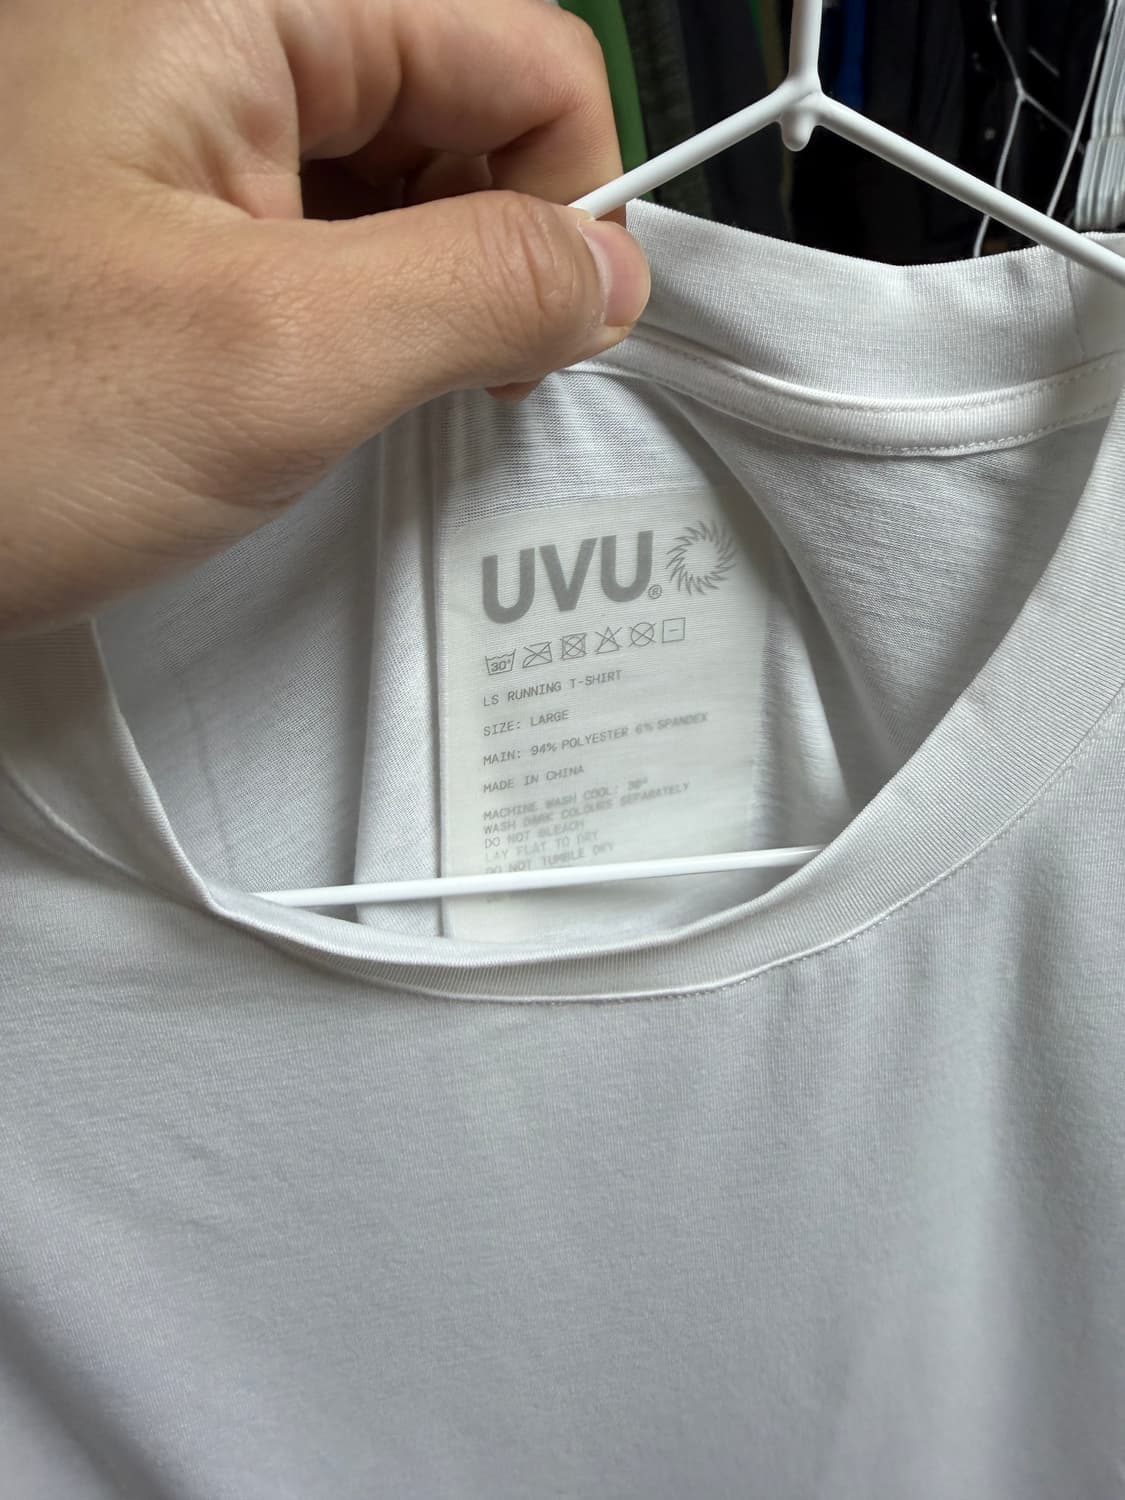 UVU®
30°
LS RUNNING T-SHIRT
SIZE: LARGE
MAIN: 94% POLYESTER 6% SPANDEX
MADE IN CHINA
MACHINE WASH COOL: 30°
WASH DARK COLOURS SEPARATELY
DO NOT BLEACH
LAY FLAT TO DRY
DO NOT TUMBLE DRY